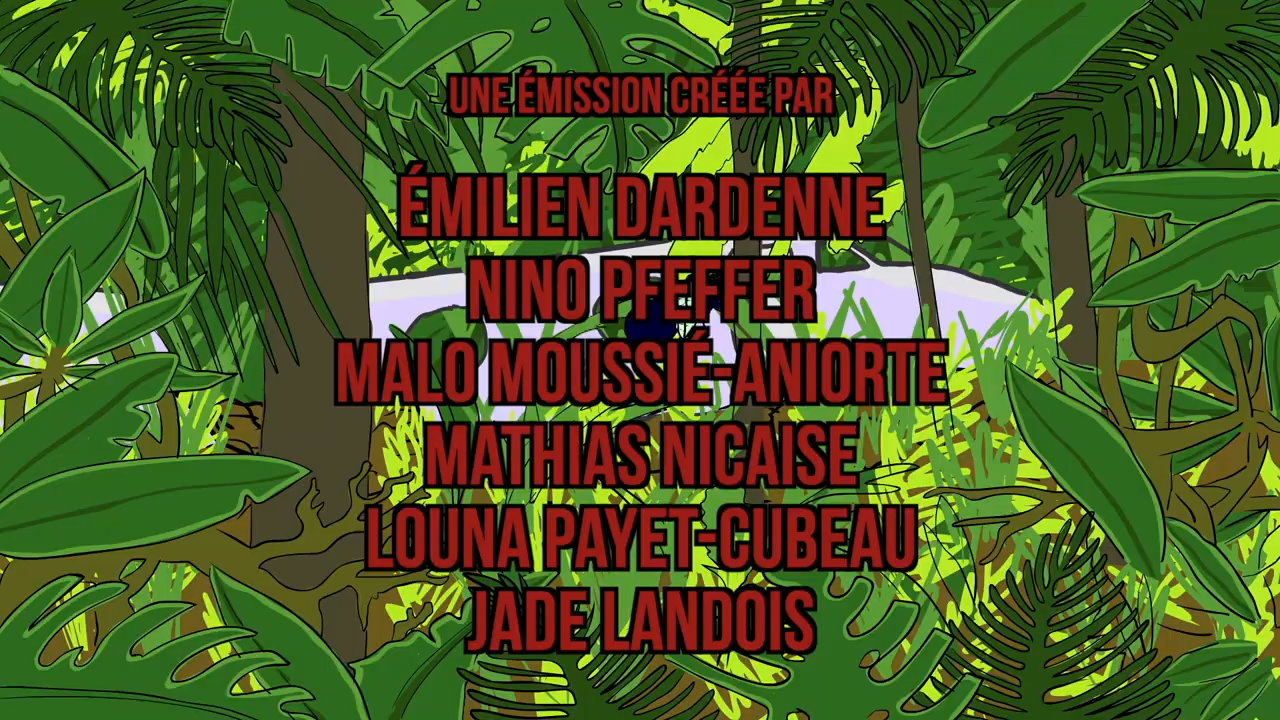 UNE ÉMISSION CRÉÉE PAR
ÉMILIEN DARDENNE
NINO PFEFFER
MALO MOUSSIÉ-ANIORTE
MATHIAS NICAISE
LOUNA PAYET-CUBEAU
JADE LANDOIS